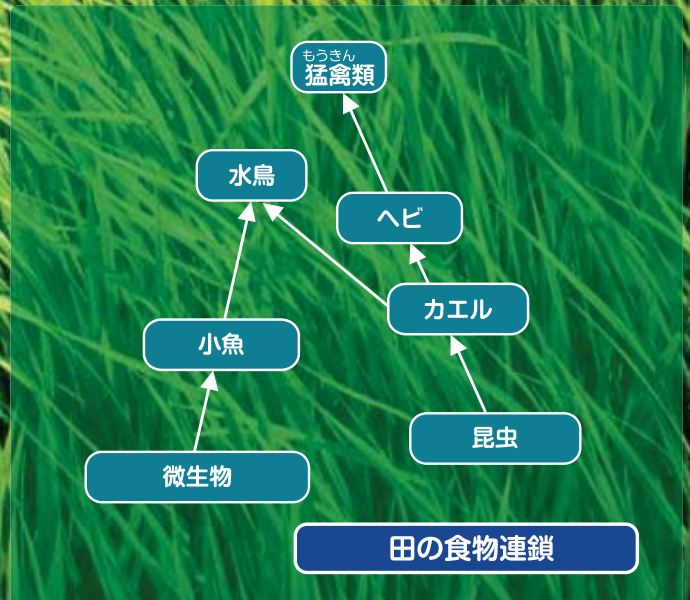 もうきん
猛禽類
水鳥
ヘビ
カエル
小魚
昆虫
微生物
田の食物連鎖